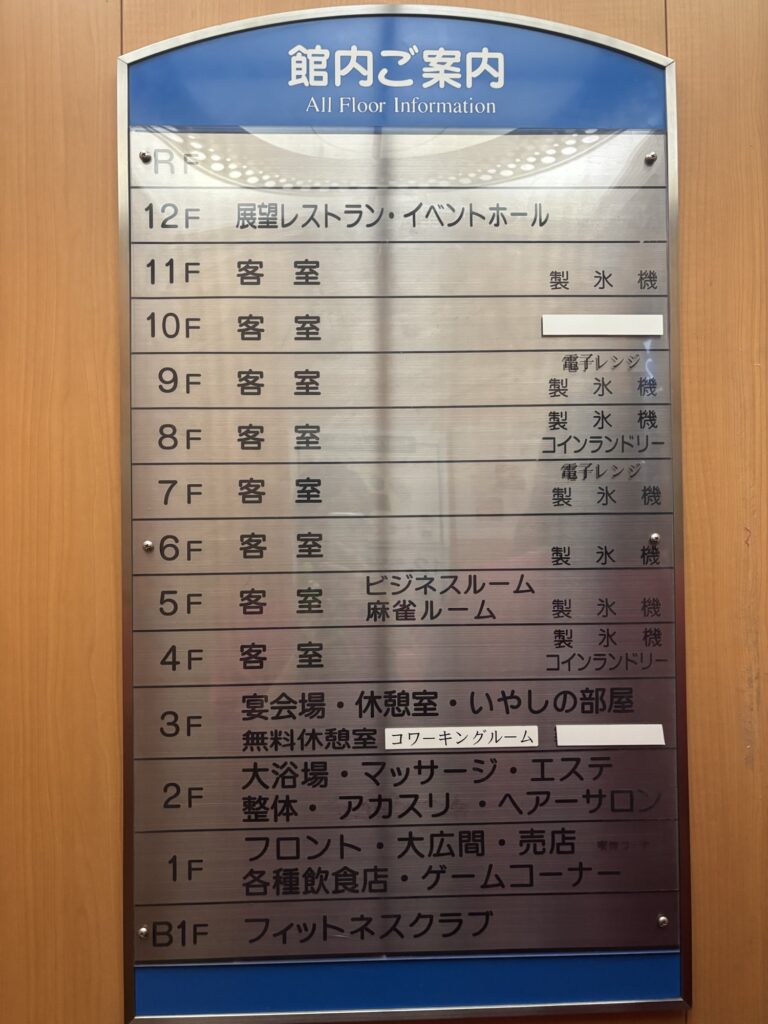 館内ご案内
All Floor Information
RF
12F 展望レストラン・イベントホール
11F 客 室 製 氷 機
10F 客 室
電子レンジ
9F 客 室 製 氷 機
製 氷 機
8F 客 室
コインランドリー
電子レンジ
7F 客 室 製 氷 機
6F 客 室 製 氷 機
ビジネスルーム
5F 客 室 麻雀ルーム 製 氷 機
製 氷 機
4F 客 室
コインランドリー
宴会場・休憩室・いやしの部屋
3F
無料休憩室 コワーキングルーム
大浴場・マッサージ・エステ
2F
整体・アカスリ・ヘアーサロン
フロント・大広間・売店
1F
各種飲食店・ゲームコーナー
B1F フィットネスクラブ